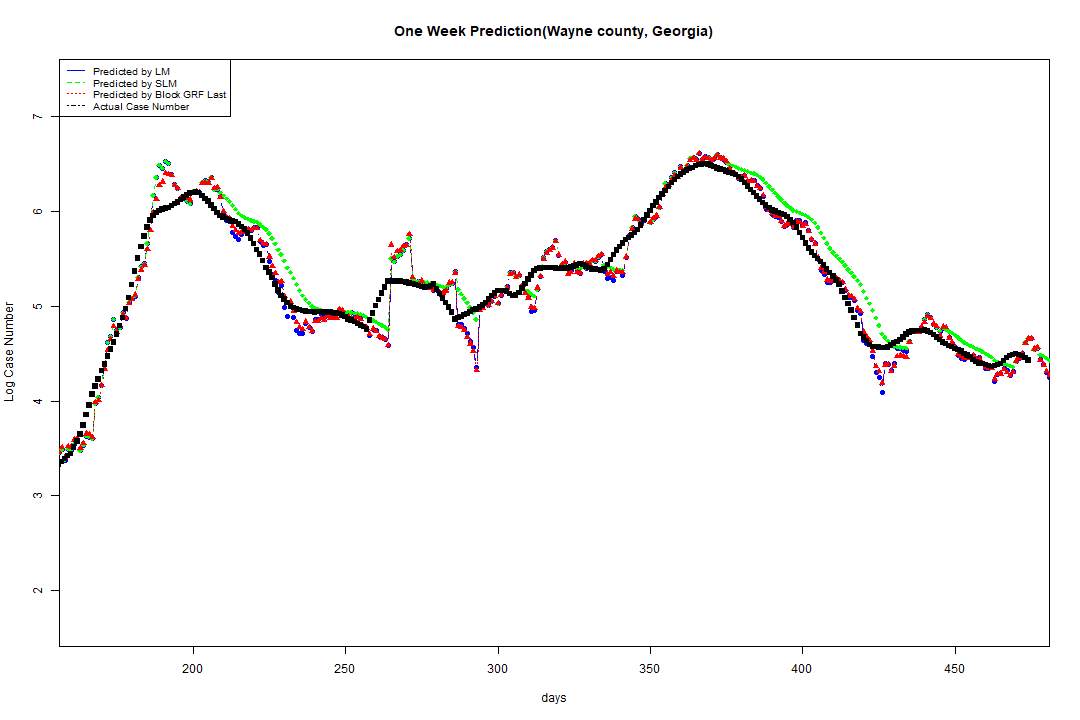 One Week Prediction(Wayne county, Georgia)
Predicted by LM
Predicted by SLM
Predicted by Block GRF Last
Actual Case Number
7
6
5
4
3
2
Log Case Number
200 250 300 350 400 450
days